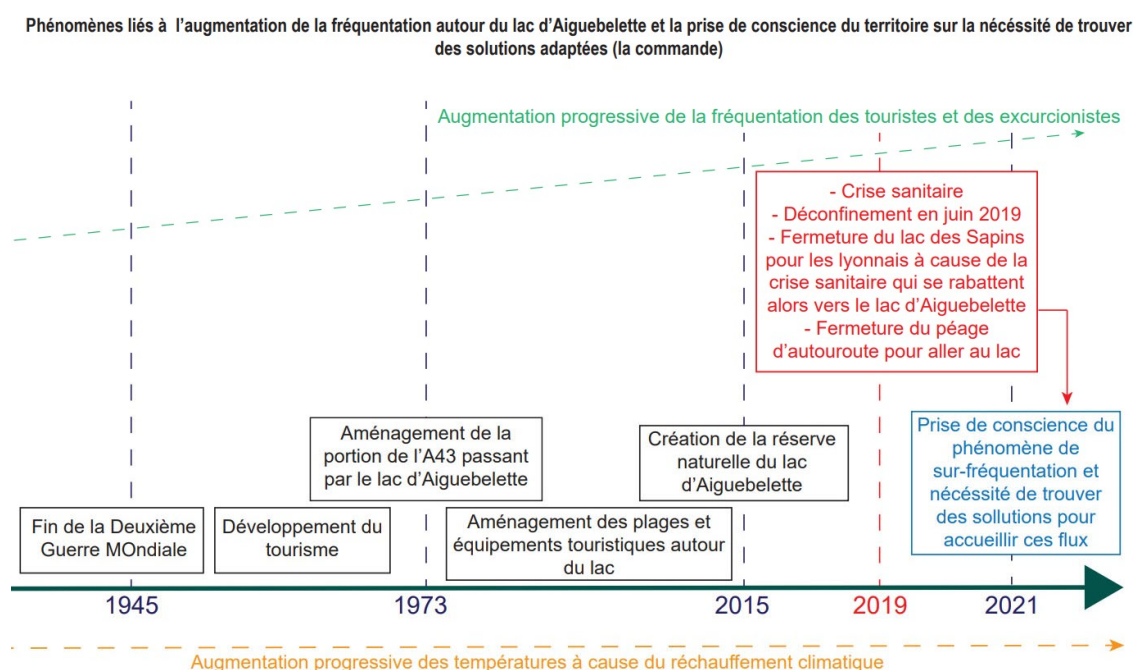 Phénomènes liés à l'augmentation de la fréquentation autour du lac d'Aiguebelette et la prise de conscience du territoire sur la nécéssité de trouver
des solutions adaptées (la commande)
Augmentation progressive de la fréquentation des touristes et des excurcionistes
- Crise sanitaire
- Déconfinement en juin 2019
- Fermeture du lac des Sapins
pour les lyonnais à cause de la
crise sanitaire qui se rabattent
alors vers le lac d'Aiguebelette
- Fermeture du péage
d'autouroute pour aller au lac
Fin de la Deuxième
Guerre MOndiale
Développement du
tourisme
Aménagement de la
portion de l'A43 passant
par le lac d'Aiguebelette
Aménagement des plages et
équipements touristiques autour
du lac
Création de la réserve
naturelle du lac
d'Aiguebelette
Prise de conscience du
phénomène de
sur-fréquentation et
nécéssité de trouver
des sollutions pour
accueillir ces flux
1945
1973
2015
2019
2021
Augmentation progressive des températures à cause du réchauffement climatique